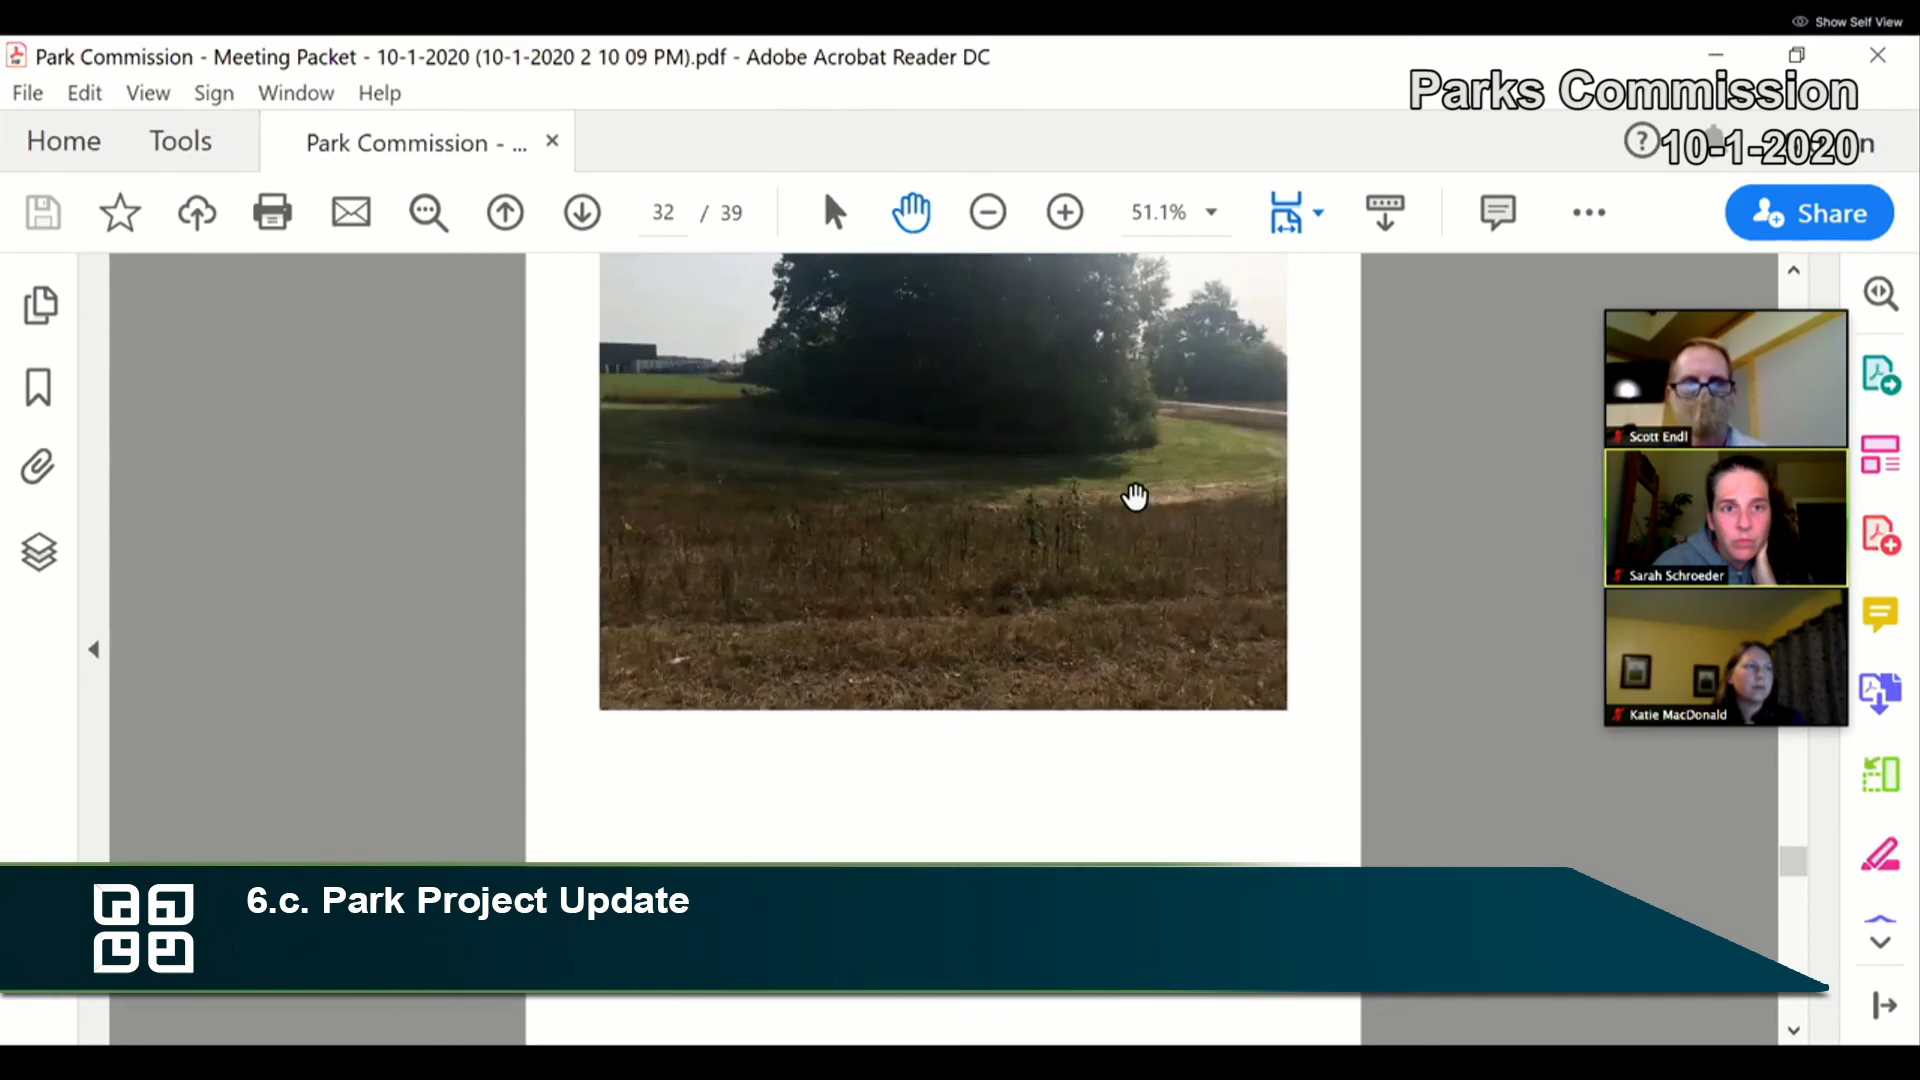 Show Self View
Park Commission - Meeting Packet - 10-1-2020 (10-1-2020 2 10 09 PM).pdf - Adobe Acrobat Reader DC
File Edit View Sign Window Help
Parks Commission
10-1-2020
Home Tools Park Commission - ...
32 / 39
51.1%
Share
Scott Endl
Sarah Schroeder
Katie MacDonald
6.c. Park Project Update